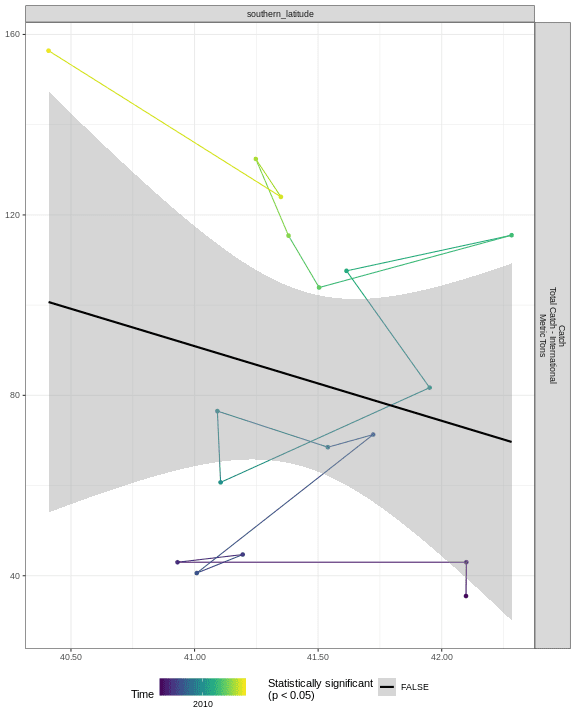 southern_latitude
160
120
80
40
Catch
Total Catch - International
Metric Tons
40.50
41.00
41.50
42.00
Time
2010
Statistically significant
(p < 0.05)
FALSE